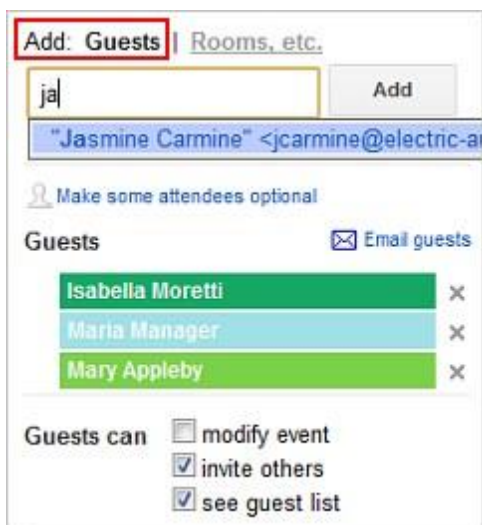 Add: Guests | Rooms, etc.
ja
Add
"Jasmine Carmine" <jcarmine@electric-au
Make some attendees optional
Guests
Email guests
Isabella Moretti
Maria Manager
Mary Appleby
Guests can
modify event
invite others
see guest list